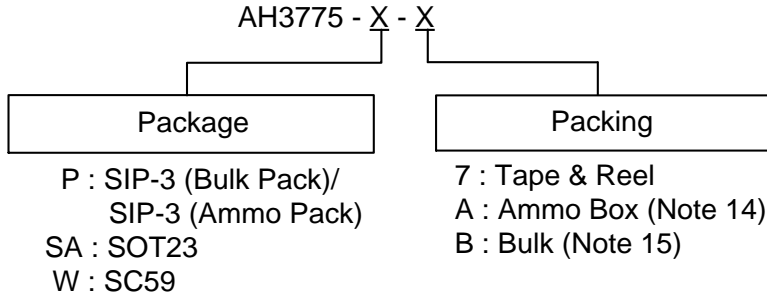 AH3775 - X - X
Package
Packing
P : SIP-3 (Bulk Pack)/
SIP-3 (Ammo Pack)
SA : SOT23
W : SC59
7 : Tape & Reel
A : Ammo Box (Note 14)
B : Bulk (Note 15)